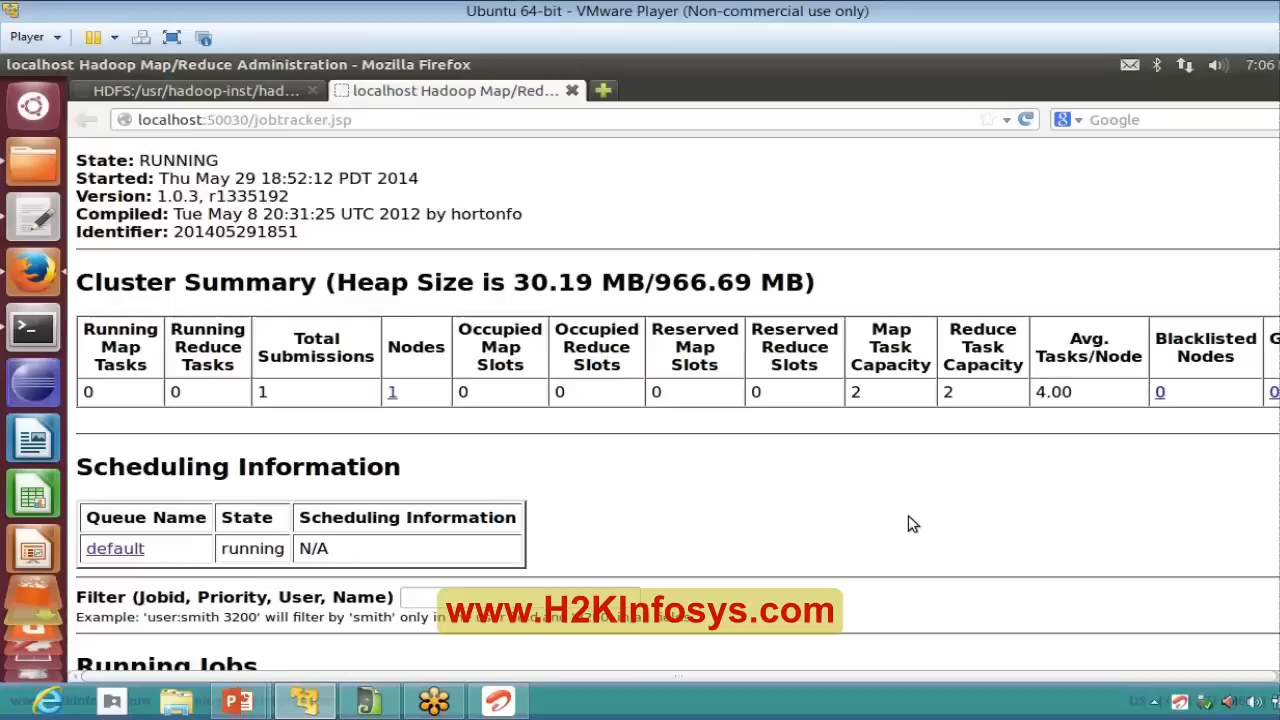 Ubuntu 64-bit - VMware Player (Non-commercial use only)
Player
localhost Hadoop Map/Reduce Administration - Mozilla Firefox
7:06
HDFS:/usr/hadoop-inst/had...
localhost Hadoop Map/Red...
localhost:50030/jobtracker.jsp
Google
State: RUNNING
Started: Thu May 29 18:52:12 PDT 2014
Version: 1.0.3, r1335192
Compiled: Tue May 8 20:31:25 UTC 2012 by hortonfo
Identifier: 201405291851
Cluster Summary (Heap Size is 30.19 MB/966.69 MB)
Running Map Tasks Running Reduce Tasks Total Submissions Nodes Occupied Map Slots Occupied Reduce Slots Reserved Map Slots Reserved Reduce Slots Map Task Capacity Reduce Task Capacity Avg. Tasks/Node Blacklisted Nodes G
0 0 1 1 0 0 0 0 2 2 4.00 0 0
Scheduling Information
Queue Name State Scheduling Information
default running N/A
Filter (Jobid, Priority, User, Name)
Example: 'user:smith 3200' will filter by 'smith' only in
www.H2KInfosys.com
Running Jobs